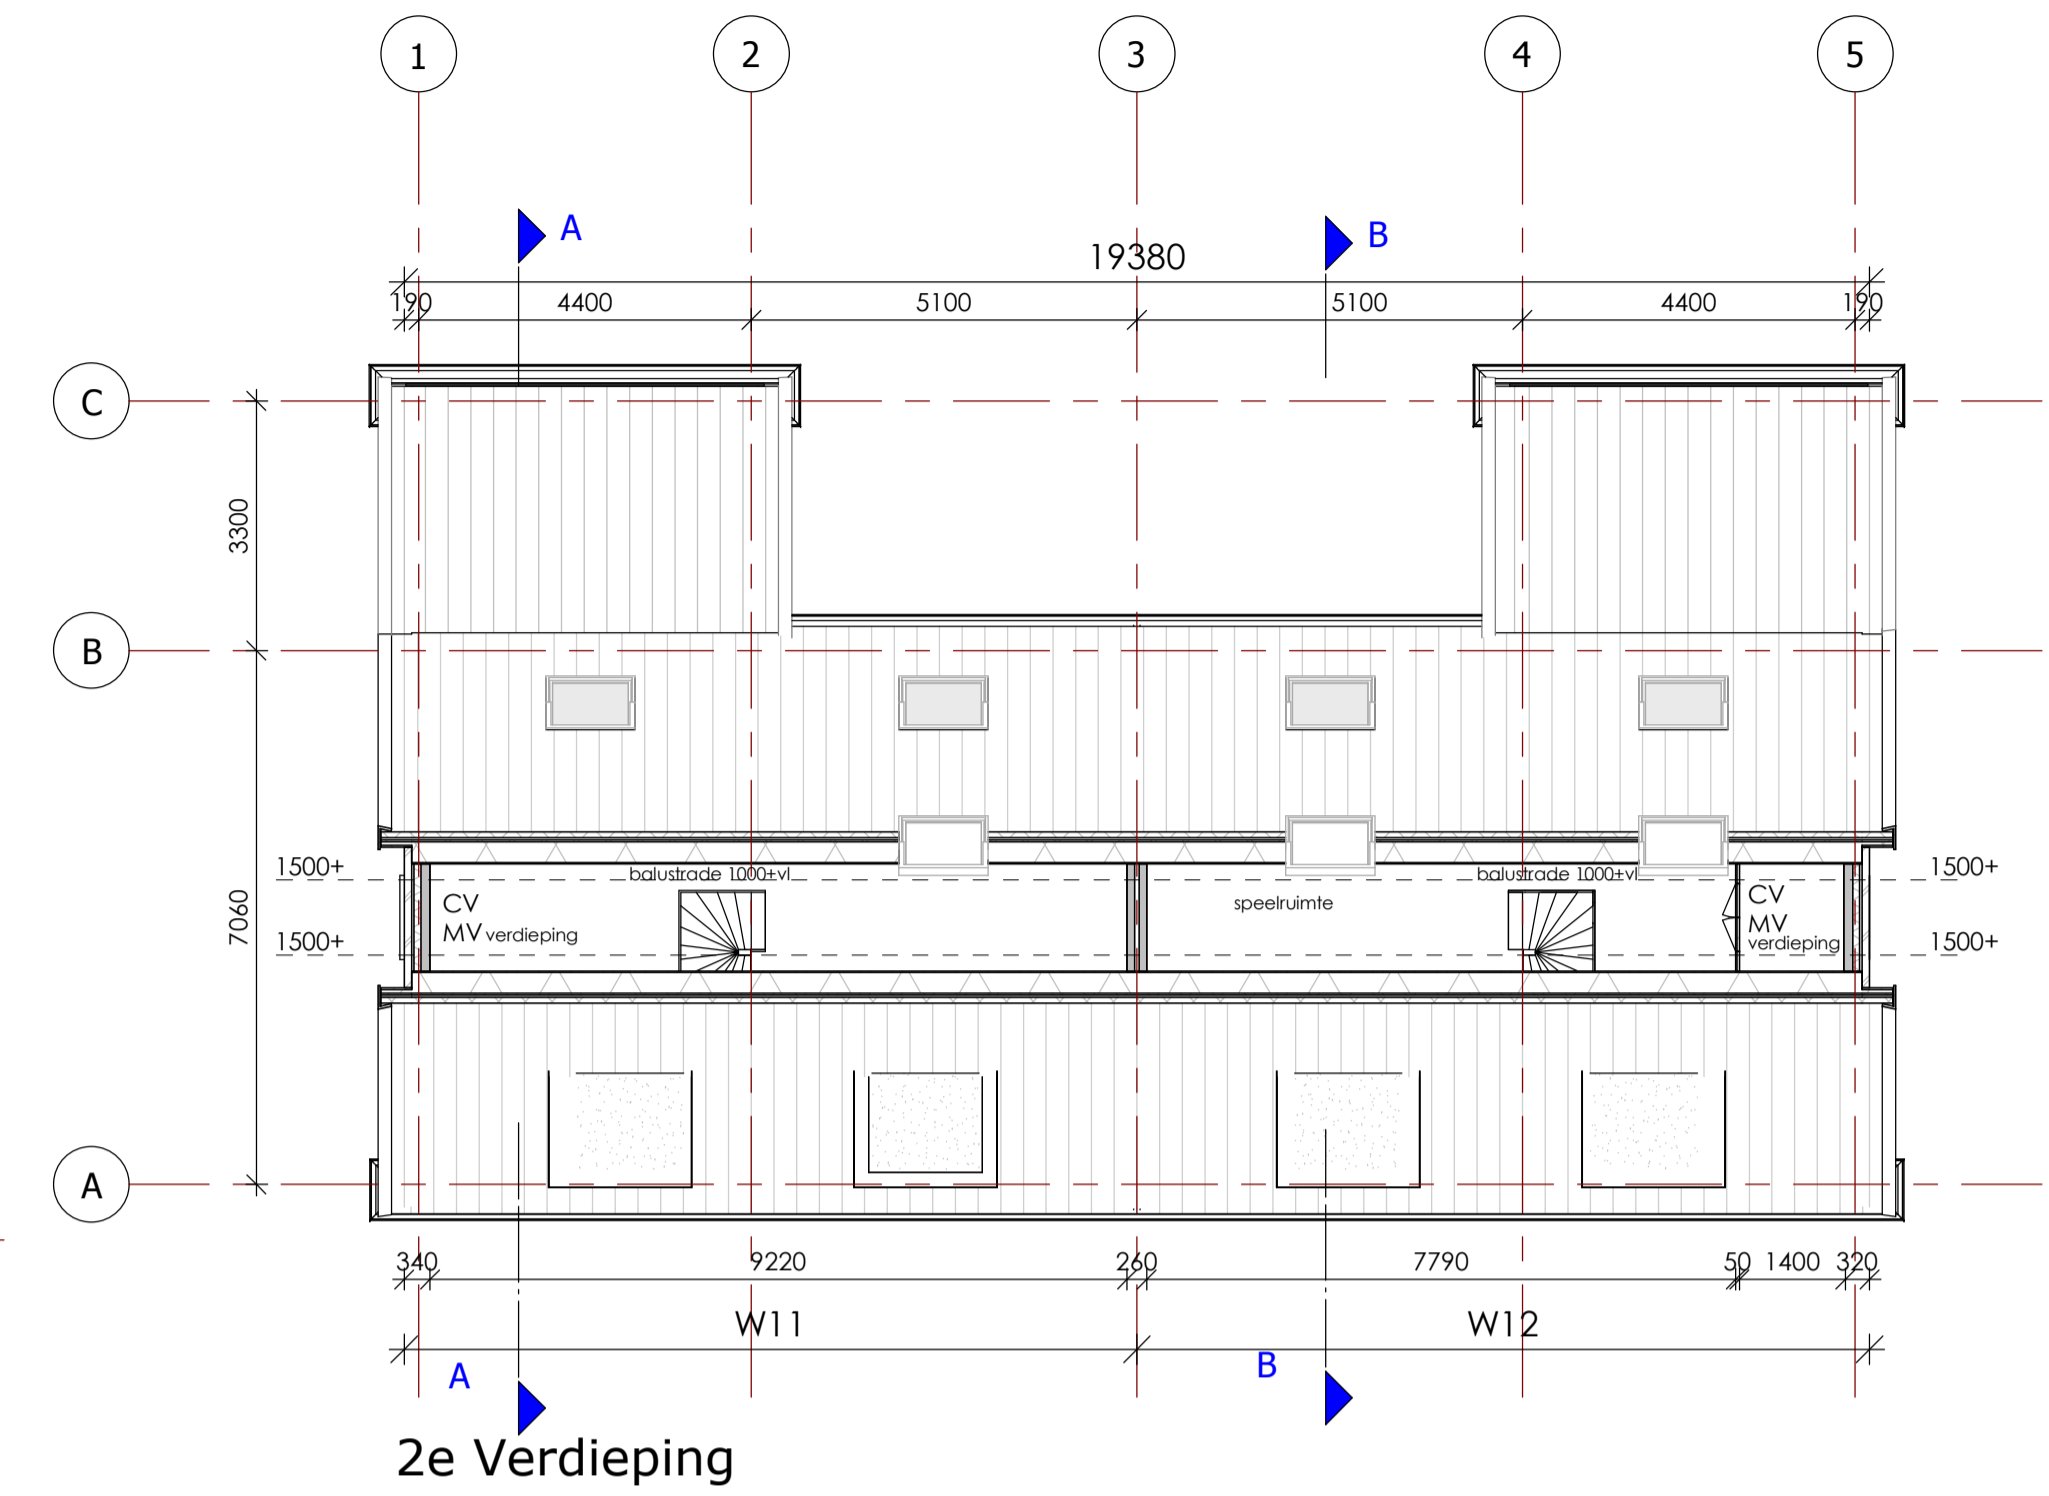 1 2 3 4 5
A B
19380
190 4400 5100 5100 4400 190
C
3300
B
1500+ balustrade 1000+vl balustrade 1000+vl 1500+
CV speelruimte CV
MV verdieping MV
verdieping
7060
1500+ 1500+
A
340 9220 260 7790 50 1400 320
W11 W12
A B
2e Verdieping